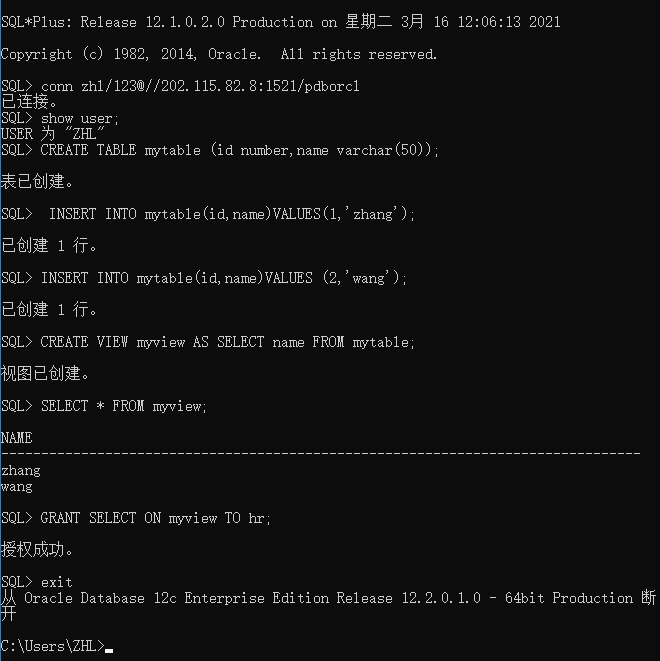 SQL*Plus: Release 12.1.0.2.0 Production on 星期二 3月 16 12:06:13 2021
Copyright (c) 1982, 2014, Oracle.  All rights reserved.
SQL> conn zhl/123@//202.115.82.8:1521/pdborcl
已连接。
SQL> show user;
USER 为 "ZHL"
SQL> CREATE TABLE mytable (id number,name varchar(50));
表已创建。
SQL>  INSERT INTO mytable(id,name)VALUES(1,'zhang');
已创建 1 行。
SQL> INSERT INTO mytable(id,name)VALUES (2,'wang');
已创建 1 行。
SQL> CREATE VIEW myview AS SELECT name FROM mytable;
视图已创建。
SQL> SELECT * FROM myview;
NAME
--------------------------------------------------------------------------------
zhang
wang
SQL> GRANT SELECT ON myview TO hr;
授权成功。
SQL> exit
从 Oracle Database 12c Enterprise Edition Release 12.2.0.1.0 - 64bit Production 断
开
C:\Users\ZHL>